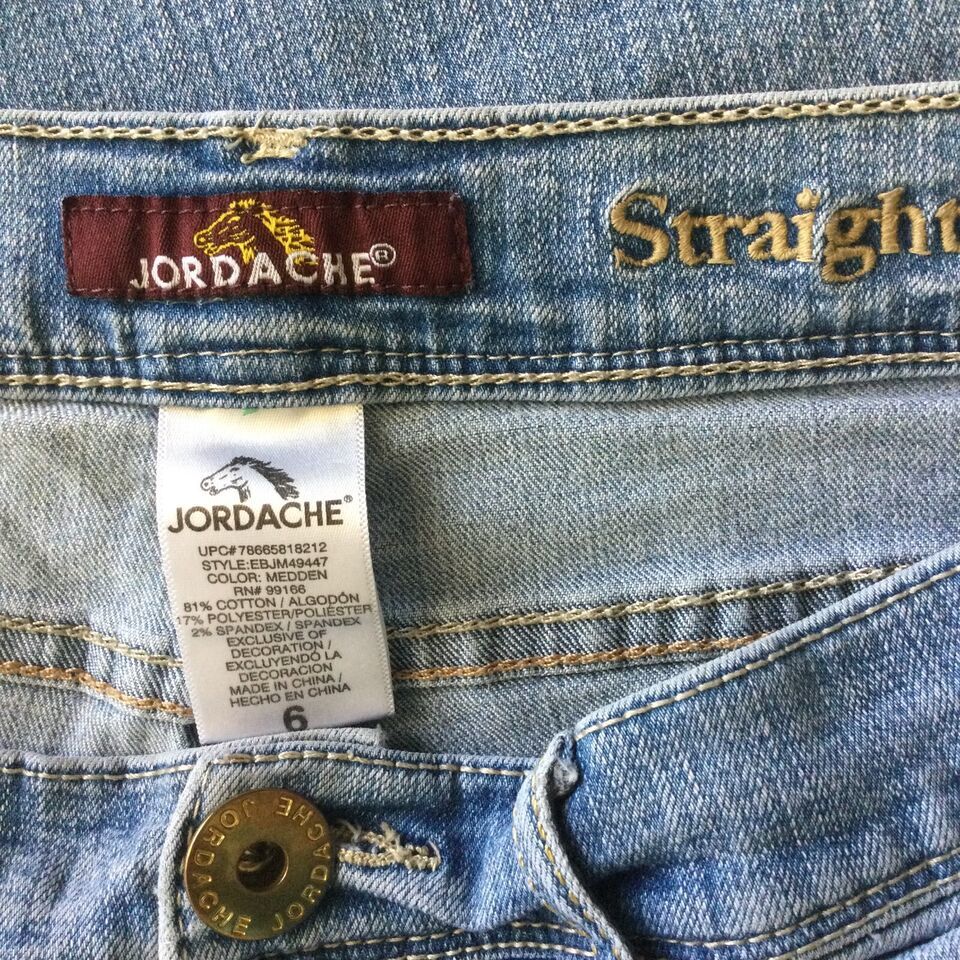 JORDACHE®
Straight
JORDACHE®
UPC#78665818212
STYLE:EBJM49447
COLOR: MEDDEN
RN# 99166
81% COTTON / ALGODÓN
17% POLYESTER/POLIÉSTER
2% SPANDEX / SPANDEX
EXCLUSIVE OF
DECORATION /
EXCLUYENDO LA
DECORACION
MADE IN CHINA /
HECHO EN CHINA
6
JORDACHE JORDACHE